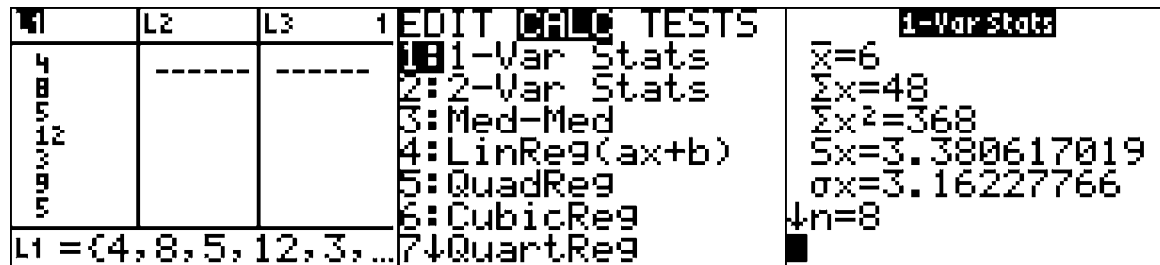 L1 L2 L3 1
4 ------ ------
8
5
12
3
9
5
L1 ={4,8,5,12,3,...
EDIT CALC TESTS
1:1-Var Stats
2:2-Var Stats
3:Med-Med
4:LinReg(ax+b)
5:QuadReg
6:CubicReg
7↓QuartReg
1-Var Stats
x̄=6
Σx=48
Σx²=368
Sx=3.380617019
σx=3.16227766
↓n=8